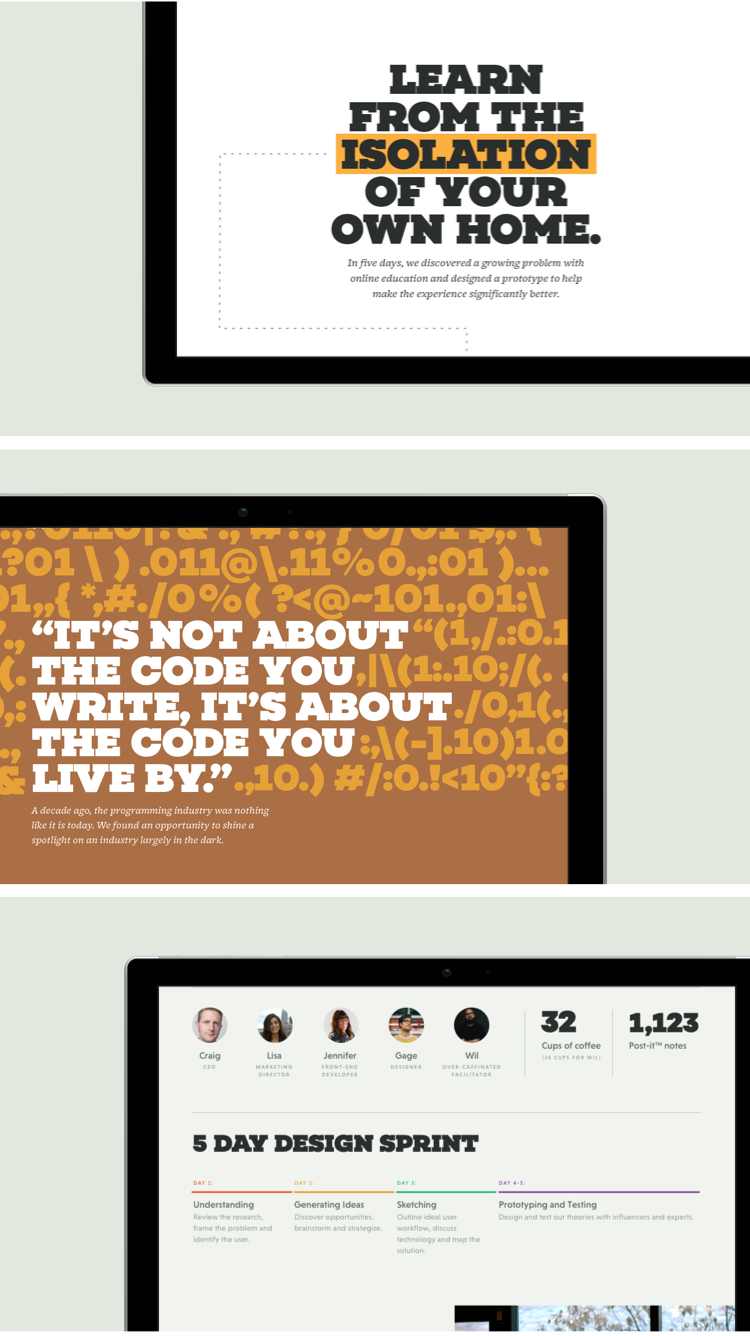 LEARN
FROM THE
ISOLATION
OF YOUR
OWN HOME.
In five days, we discovered a growing problem with
online education and designed a prototype to help
make the experience significantly better.
?01 \ ) .011@\.11%0.,:01 )...
01,,{ *,#./0%( ?<@~101.,01:\
“IT’S NOT ABOUT “(1,/.:0.1
THE CODE YOU ,|\(1:.10;/(. .
WRITE, IT’S ABOUT ./0,1(.,
THE CODE YOU :,\(-].10)1.0
& LIVE BY.” .,10.) #/:0.!<10”{:?
A decade ago, the programming industry was nothing
like it is today. We found an opportunity to shine a
spotlight on an industry largely in the dark.
32 1,123
Craig Lisa Jennifer Gage Wil Cups of coffee Post-it™ notes
CEO MARKETING FRONT-END DESIGNER OVER-CAFFINATED (26 CUPS FOR WIL)
DIRECTOR DEVELOPER FACILITATOR
5 DAY DESIGN SPRINT
DAY 1: DAY 2: DAY 3: DAY 4-5:
Understanding Generating Ideas Sketching Prototyping and Testing
Review the research, Discover opportunities, Outline ideal user Design and test our theories with influencers and experts.
frame the problem and brainstorm and strategize. workflow, discuss
identify the user. technology and map the
solution.